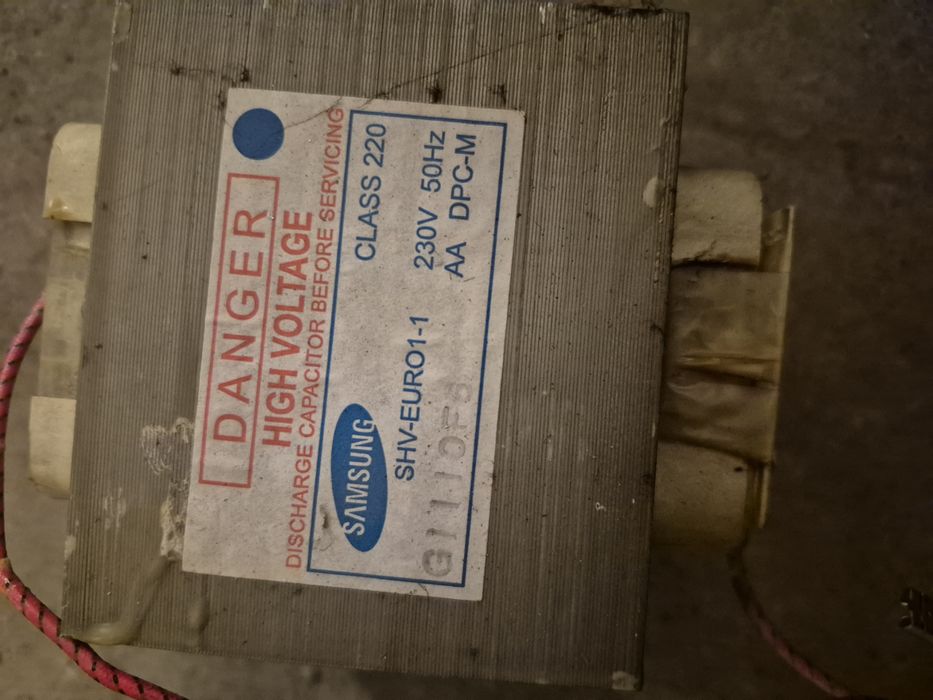 DANGER
HIGH VOLTAGE
DISCHARGE CAPACITOR BEFORE SERVICING
SAMSUNG CLASS 220
SHV-EURO1-1 230V 50Hz
AA DPC-M